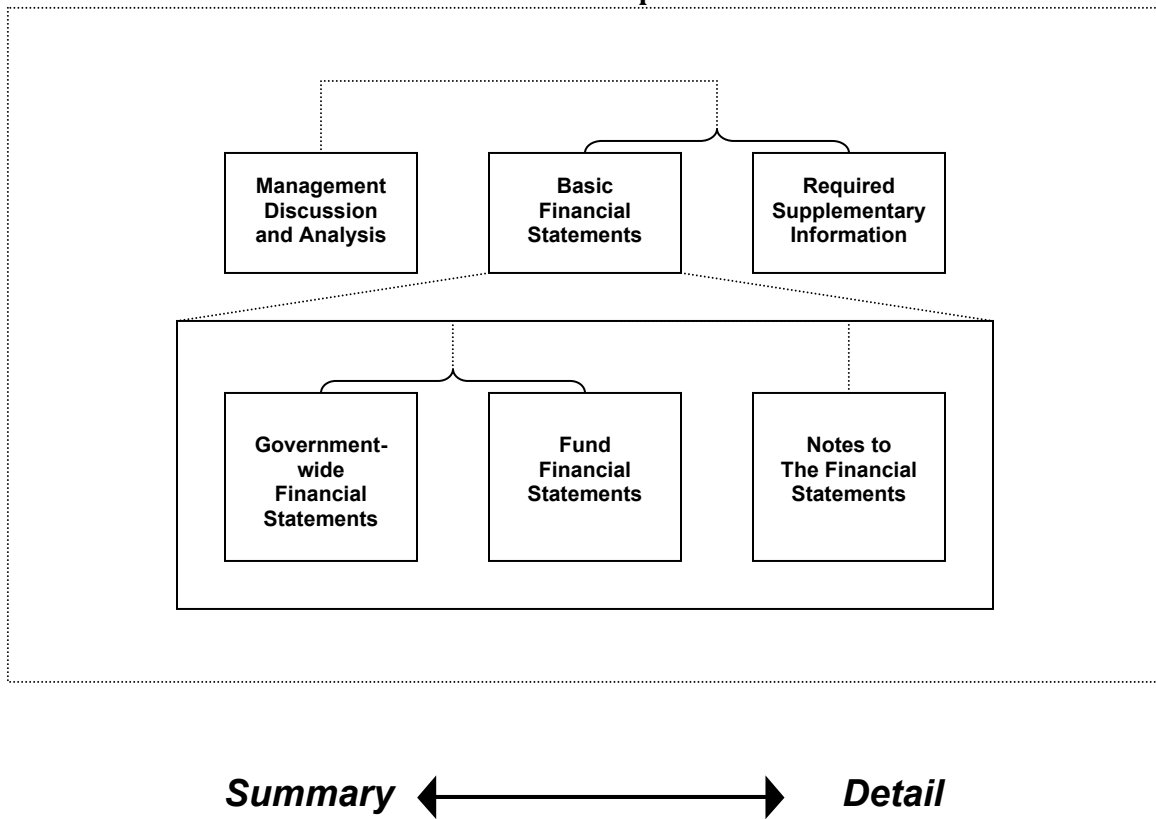 Management
Discussion
and Analysis
Basic
Financial
Statements
Required
Supplementary
Information
Government-
wide
Financial
Statements
Fund
Financial
Statements
Notes to
The Financial
Statements
Summary
Detail